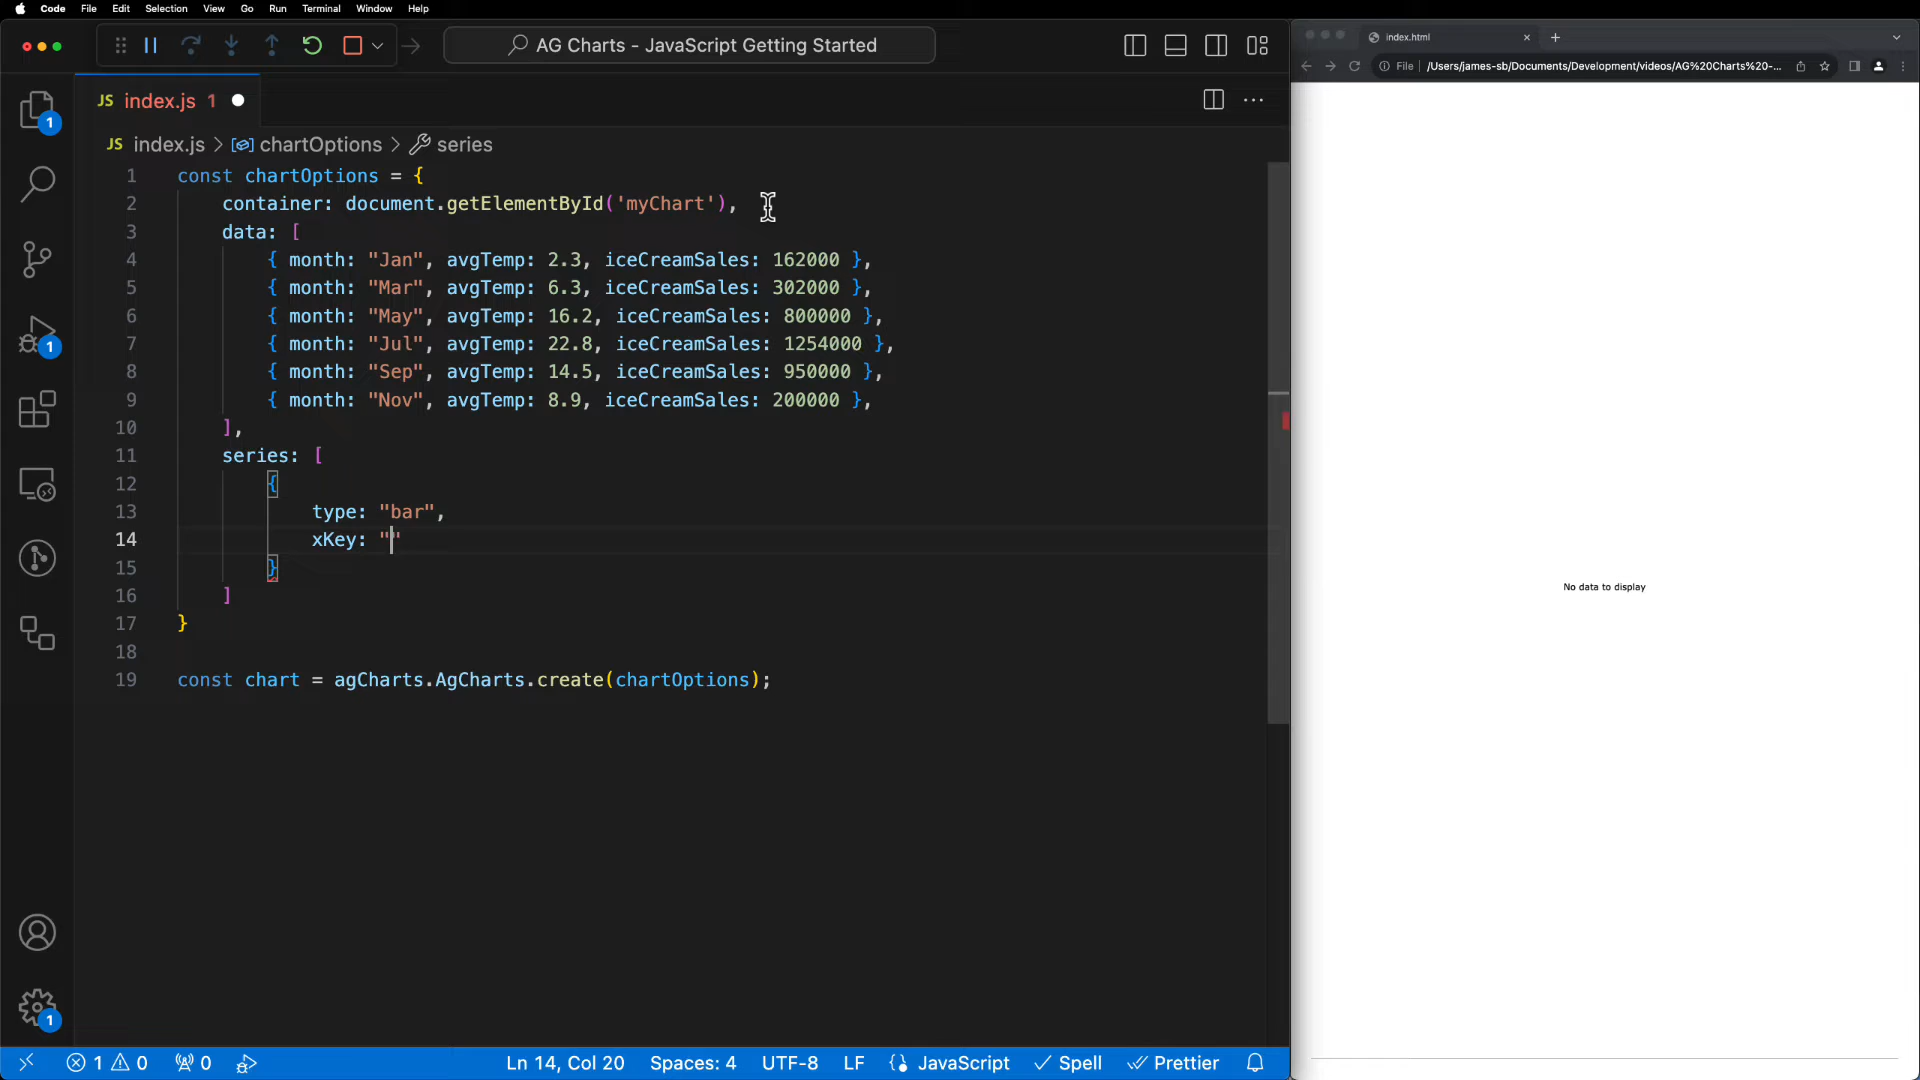 Code File Edit Selection View Go Run Terminal Window Help
AG Charts - JavaScript Getting Started
index.html
File /Users/james-sb/Documents/Development/videos/AG%20Charts%20-...
JS index.js 1
JS index.js > chartOptions > series
1 const chartOptions = {
2 container: document.getElementById('myChart'),
3 data: [
4 { month: "Jan", avgTemp: 2.3, iceCreamSales: 162000 },
5 { month: "Mar", avgTemp: 6.3, iceCreamSales: 302000 },
6 { month: "May", avgTemp: 16.2, iceCreamSales: 800000 },
7 { month: "Jul", avgTemp: 22.8, iceCreamSales: 1254000 },
8 { month: "Sep", avgTemp: 14.5, iceCreamSales: 950000 },
9 { month: "Nov", avgTemp: 8.9, iceCreamSales: 200000 },
10 ],
11 series: [
12 {
13 type: "bar",
14 xKey: ""
15 }
16 ]
17 }
18
19 const chart = agCharts.AgCharts.create(chartOptions);
No data to display
1
1
1
1 0 0 Ln 14, Col 20 Spaces: 4 UTF-8 LF { } JavaScript Spell Prettier